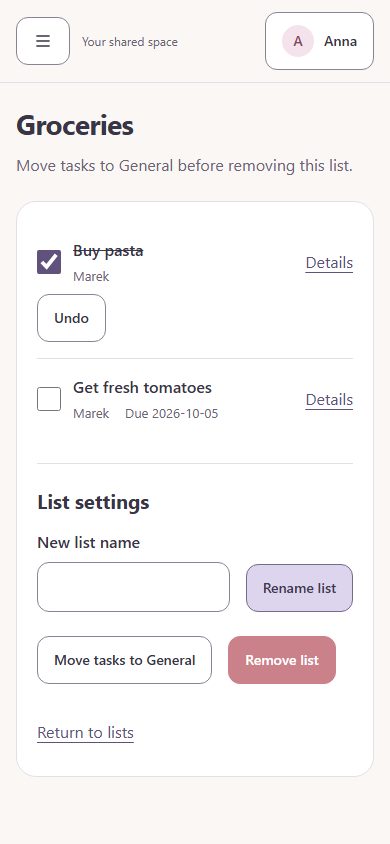 Your shared space
A Anna
Groceries
Move tasks to General before removing this list.
Buy pasta
Marek
Details
Undo
Get fresh tomatoes
Marek Due 2026-10-05
Details
List settings
New list name
Rename list
Move tasks to General
Remove list
Return to lists